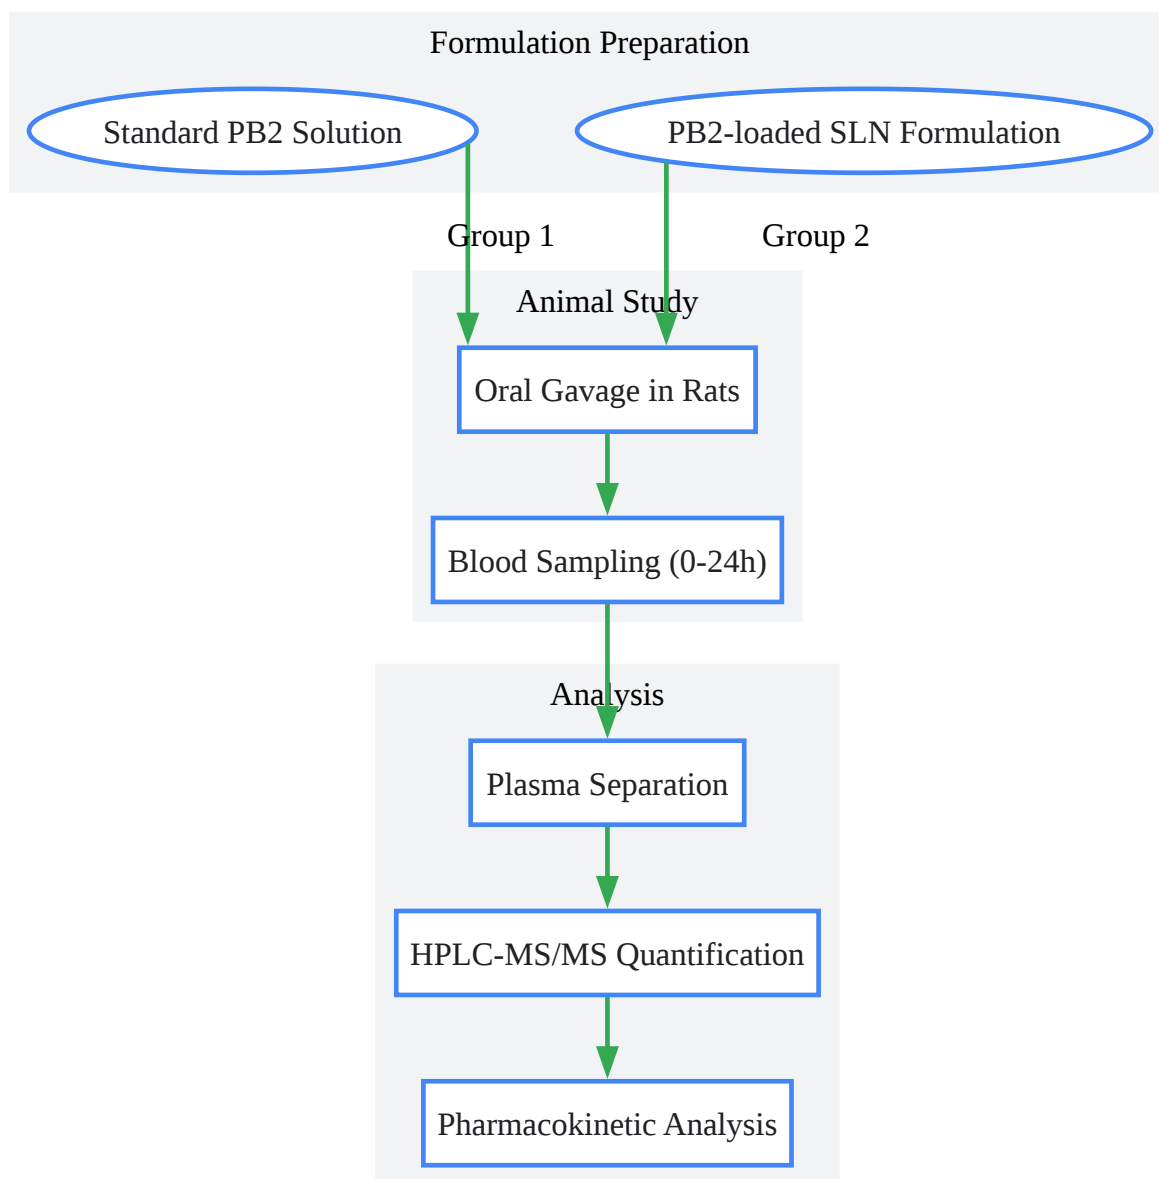 Formulation Preparation
Standard PB2 Solution
PB2-loaded SLN Formulation
Group 1
Group 2
Animal Study
Oral Gavage in Rats
Blood Sampling (0-24h)
Analysis
Plasma Separation
HPLC-MS/MS Quantification
Pharmacokinetic Analysis